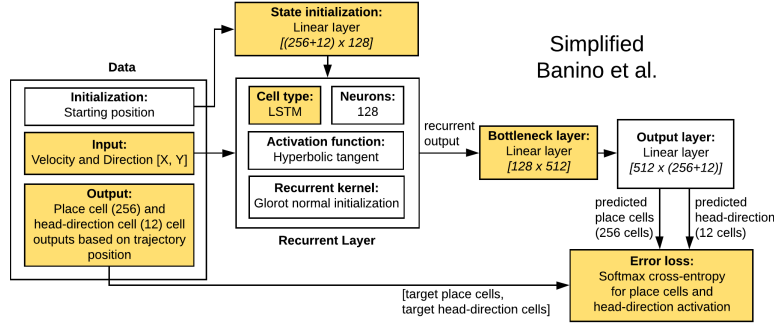 State initialization:
Linear layer
[(256+12) x 128]
Simplified
Banino et al.
Data
Initialization:
Starting position
Input:
Velocity and Direction [X, Y]
Output:
Place cell (256) and
head-direction cell (12) cell
outputs based on trajectory
position
Cell type:
LSTM
Neurons:
128
Activation function:
Hyperbolic tangent
Recurrent kernel:
Glorot normal initialization
Recurrent Layer
recurrent
output
Bottleneck layer:
Linear layer
[128 x 512]
Output layer:
Linear layer
[512 x (256+12)]
predicted
place cells
(256 cells)
predicted
head-direction
(12 cells)
Error loss:
Softmax cross-entropy
for place cells and
head-direction activation
[target place cells,
target head-direction cells]